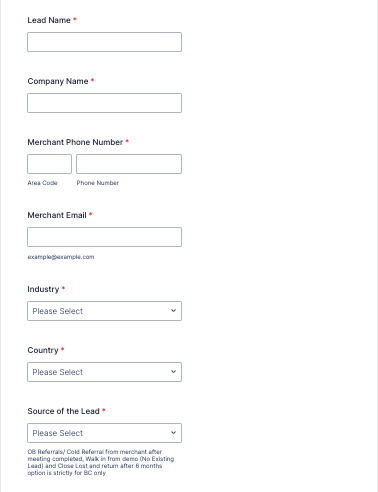 Lead Name *
Company Name *
Merchant Phone Number *
Area Code Phone Number
Merchant Email *
example@example.com
Industry *
Please Select
Country *
Please Select
Source of the Lead *
Please Select
OB Referrals/ Cold Referral from merchant after
meeting completed, Walk in from demo (No Existing
Lead) and Close Lost and return after 6 months
option is strictly for BC only